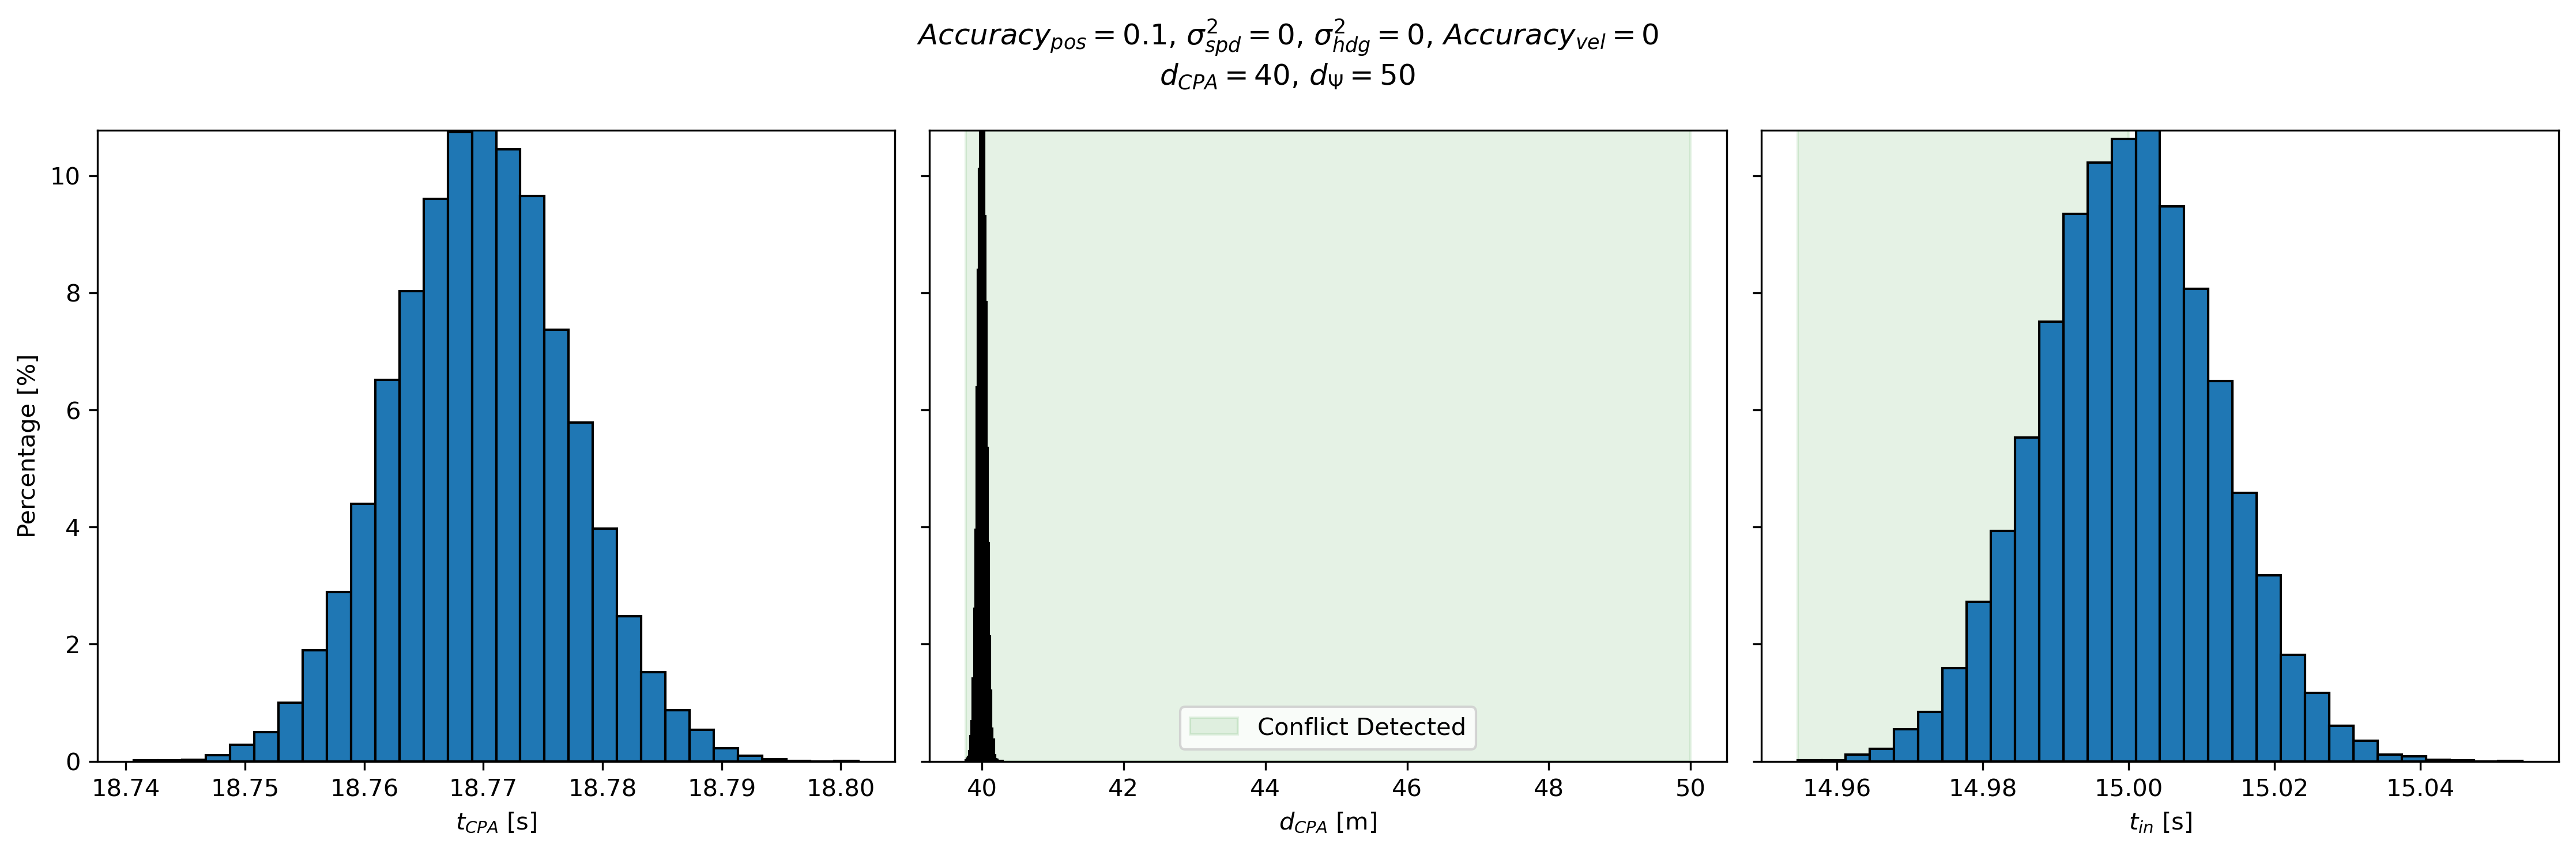 Accuracy_pos = 0.1, σ²_spd = 0, σ²_hdg = 0, Accuracy_vel = 0
d_CPA = 40, d_Ψ = 50
Percentage [%]
10
8
6
4
2
0
18.74 18.75 18.76 18.77 18.78 18.79 18.80
t_CPA [s]
Conflict Detected
40 42 44 46 48 50
d_CPA [m]
14.96 14.98 15.00 15.02 15.04
t_in [s]